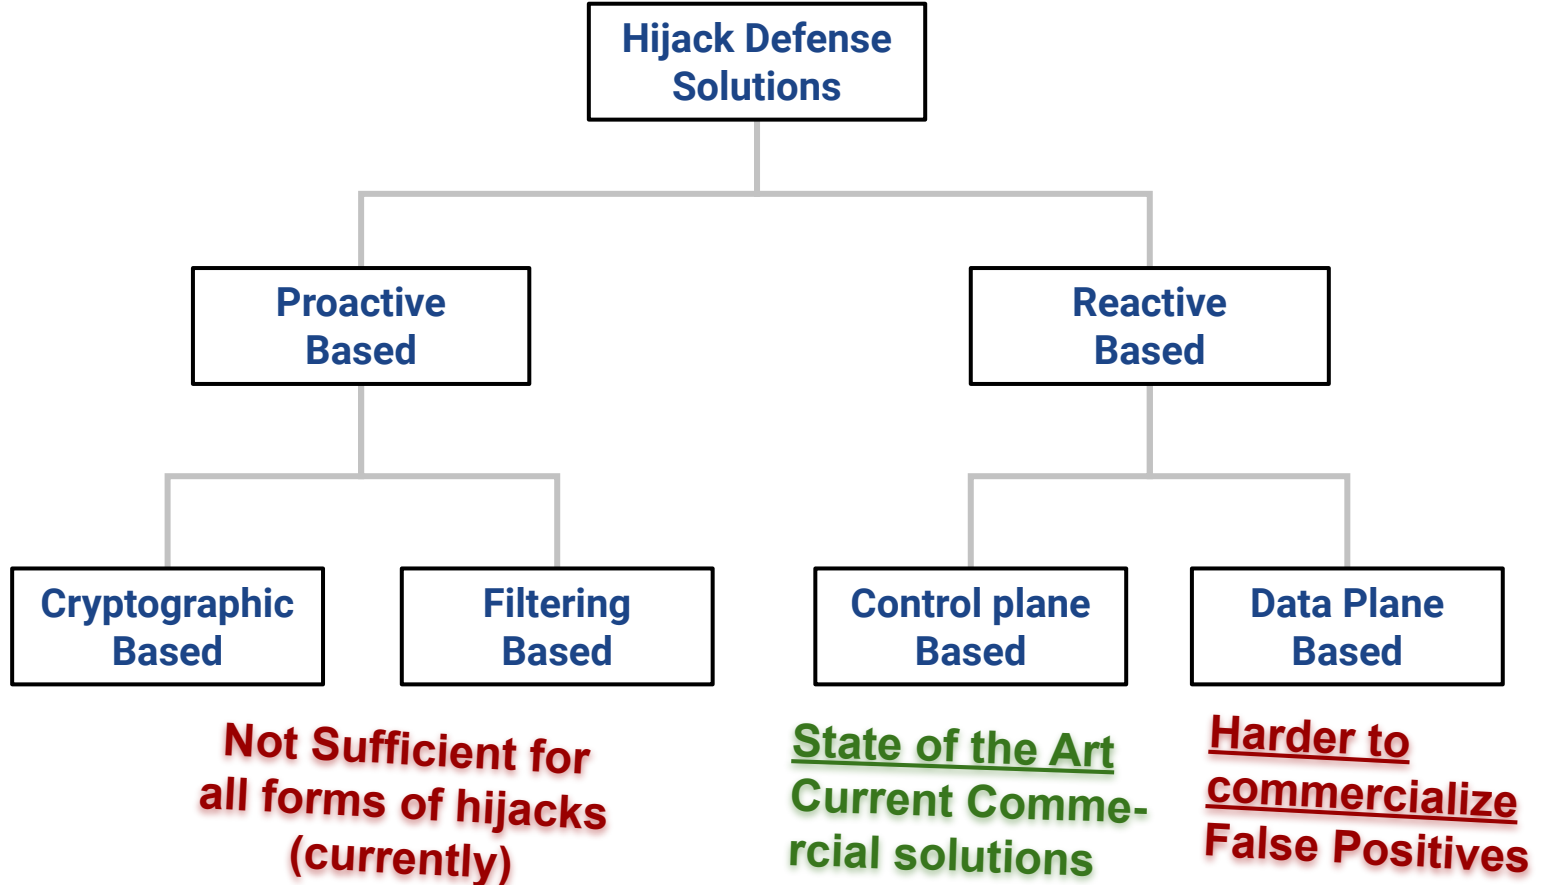 Hijack Defense
Solutions
Proactive
Based
Reactive
Based
Cryptographic
Based
Filtering
Based
Control plane
Based
Data Plane
Based
Not Sufficient for
all forms of hijacks
(currently)
State of the Art
Current Comme-
rcial solutions
Harder to
commercialize
False Positives